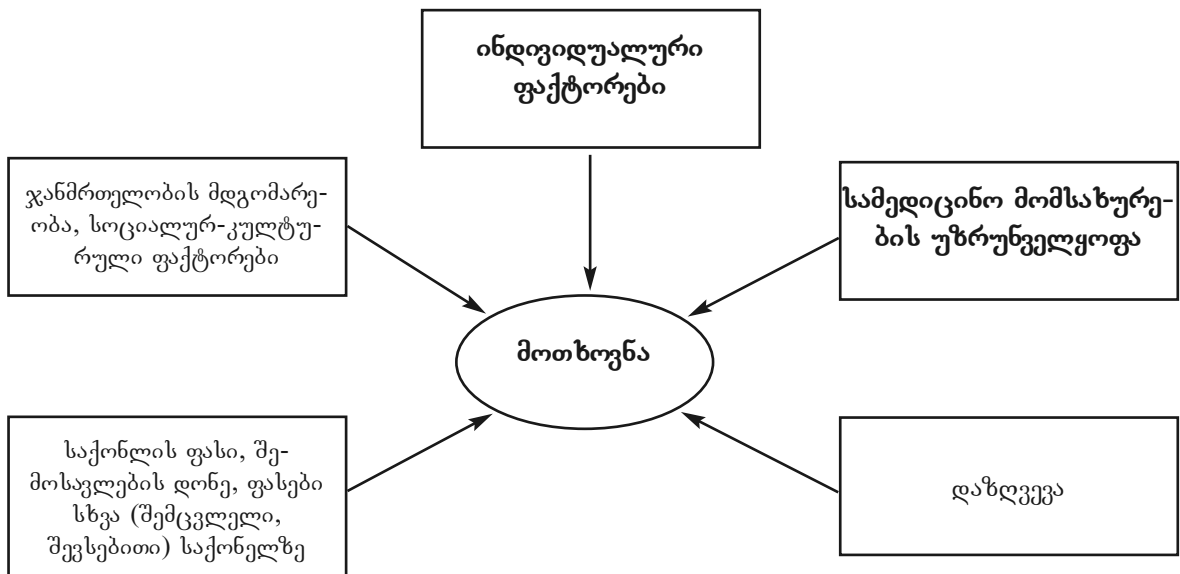 ინდივიდუალური
ფაქტორები
ჯანმრთელობის მდგომარე-
ობა, სოციალურ-კულტუ-
რული ფაქტორები
სამედიცინო მომსახურე-
ბის უზრუნველყოფა
მოთხოვნა
საქონლის ფასი, შე-
მოსავლების დონე, ფასები
სხვა (შემცვლელი,
შევსებითი) საქონელზე
დაზღვევა